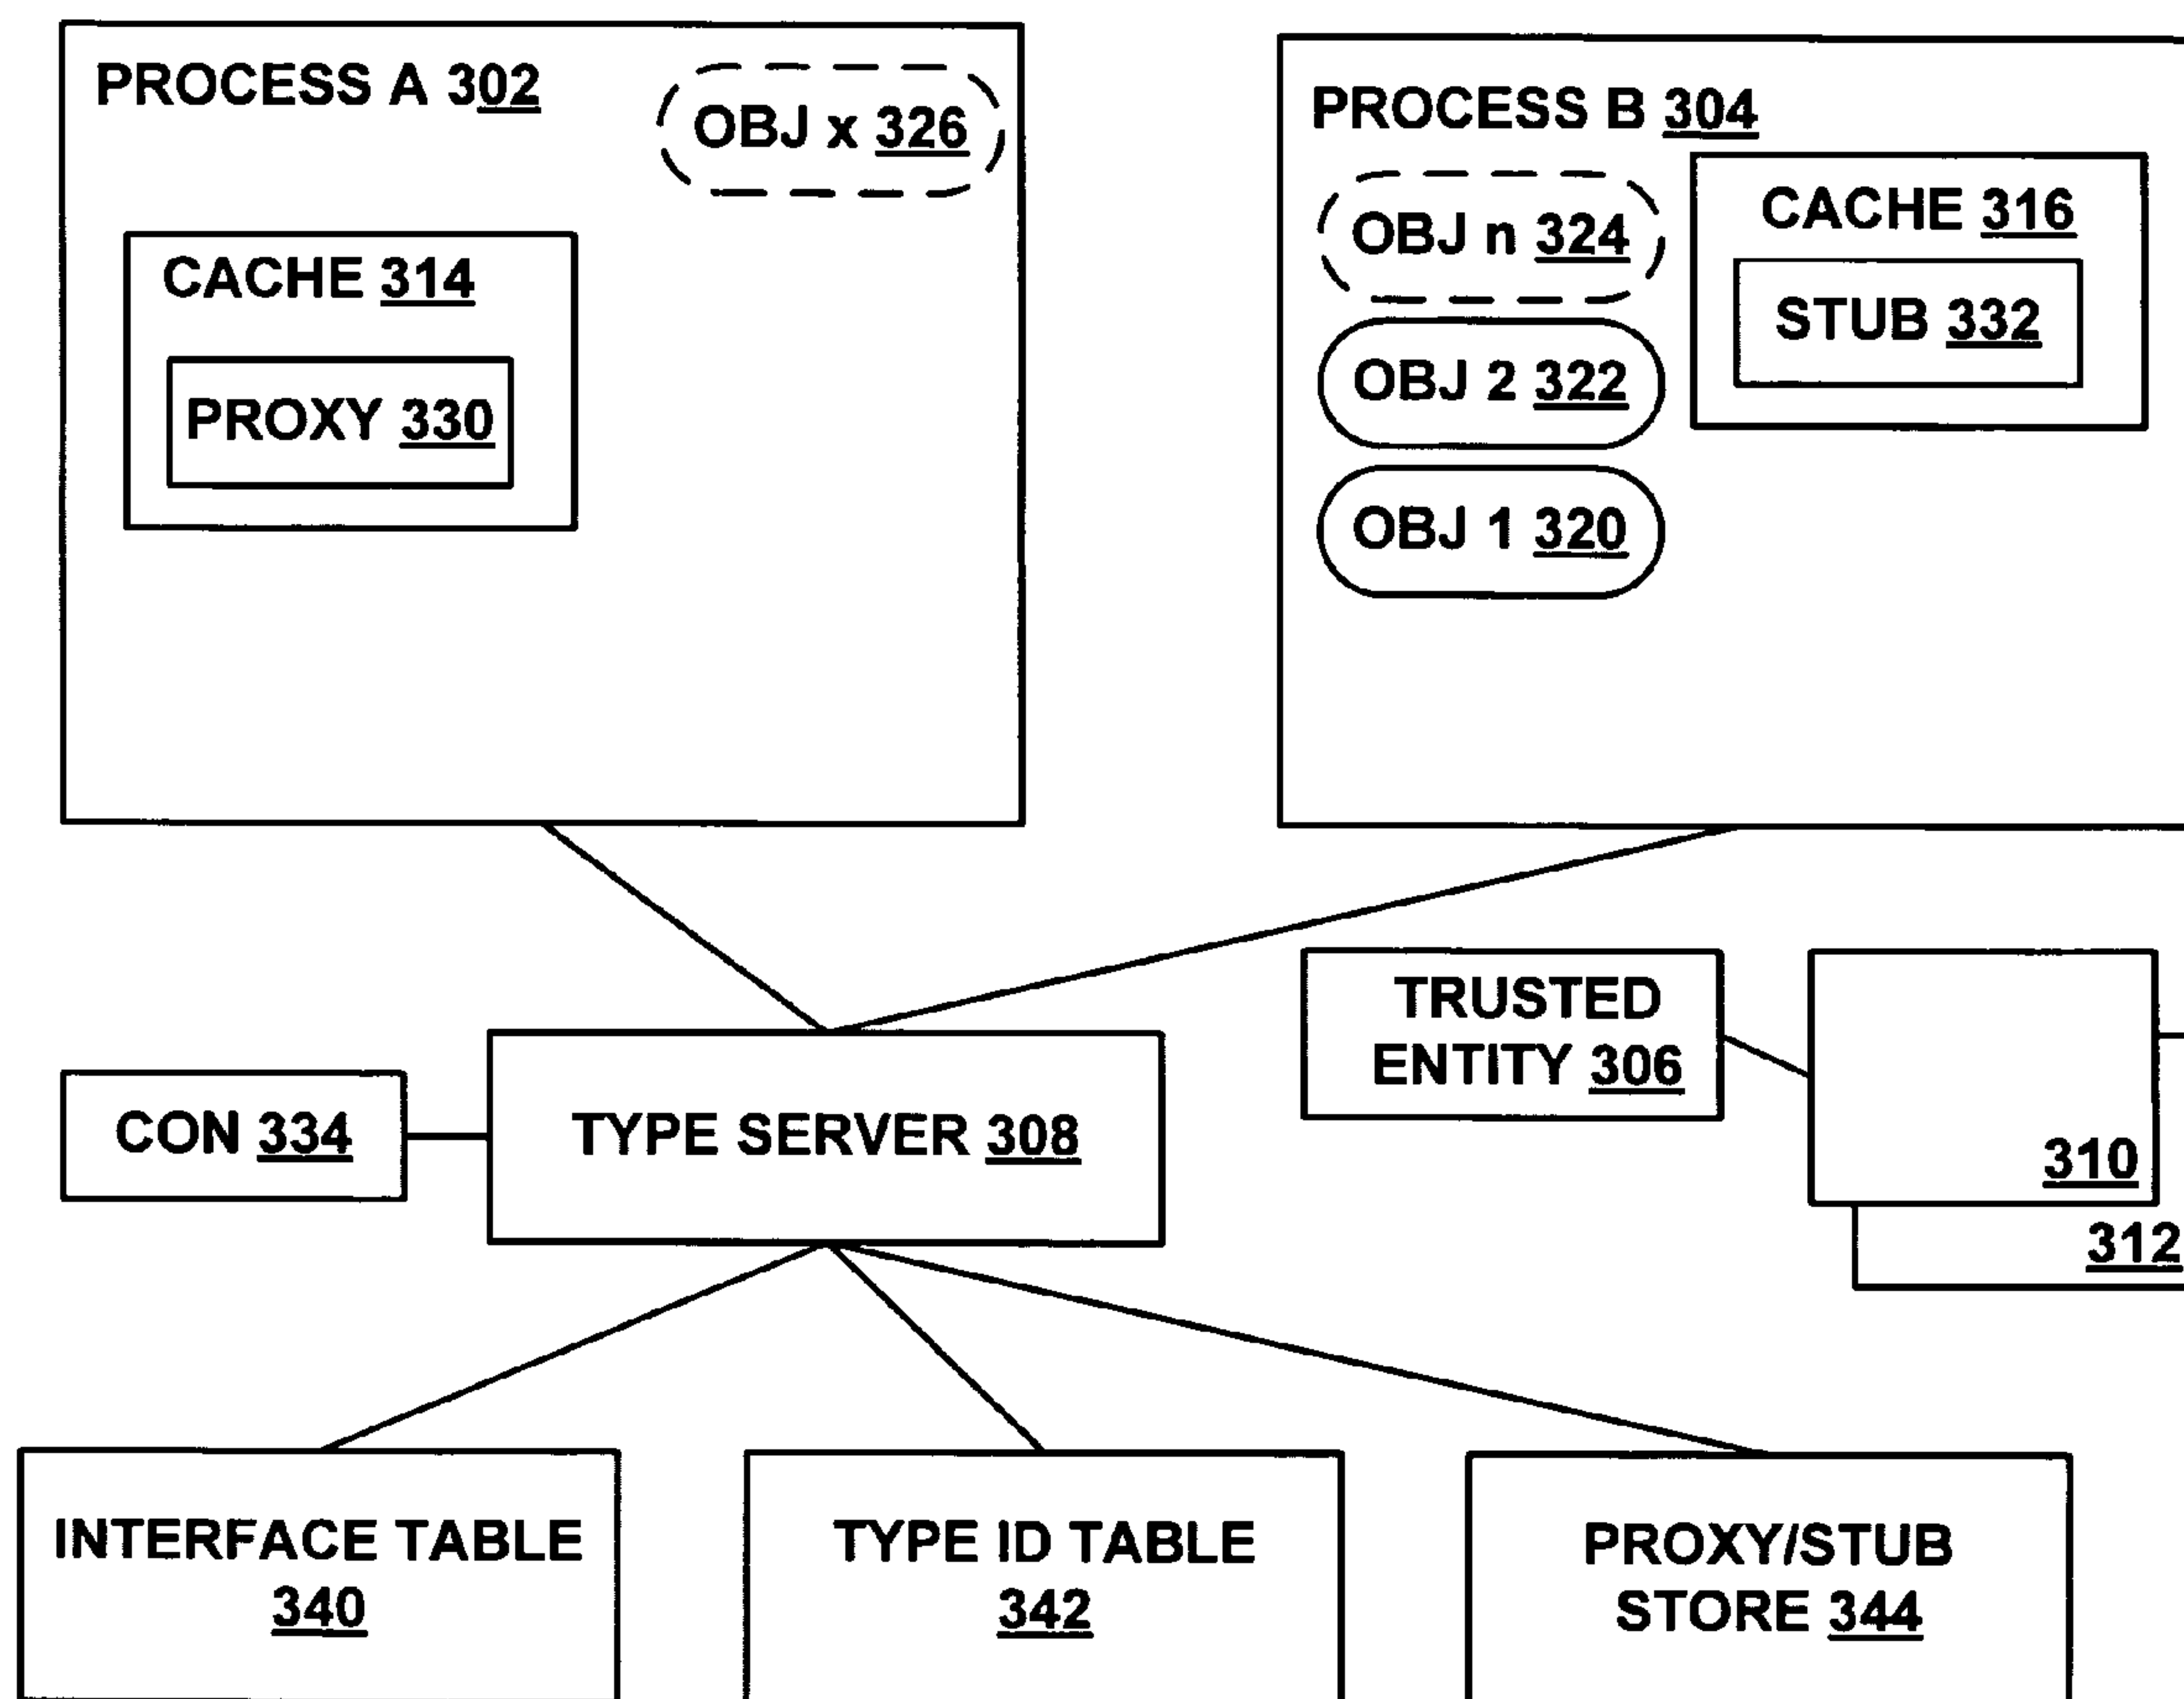 PROCESS A 302
OBJ x 326
CACHE 314
PROXY 330
PROCESS B 304
OBJ n 324
CACHE 316
STUB 332
OBJ 2 322
OBJ 1 320
TRUSTED
ENTITY 306
310
312
CON 334
TYPE SERVER 308
INTERFACE TABLE
340
TYPE ID TABLE
342
PROXY/STUB
STORE 344